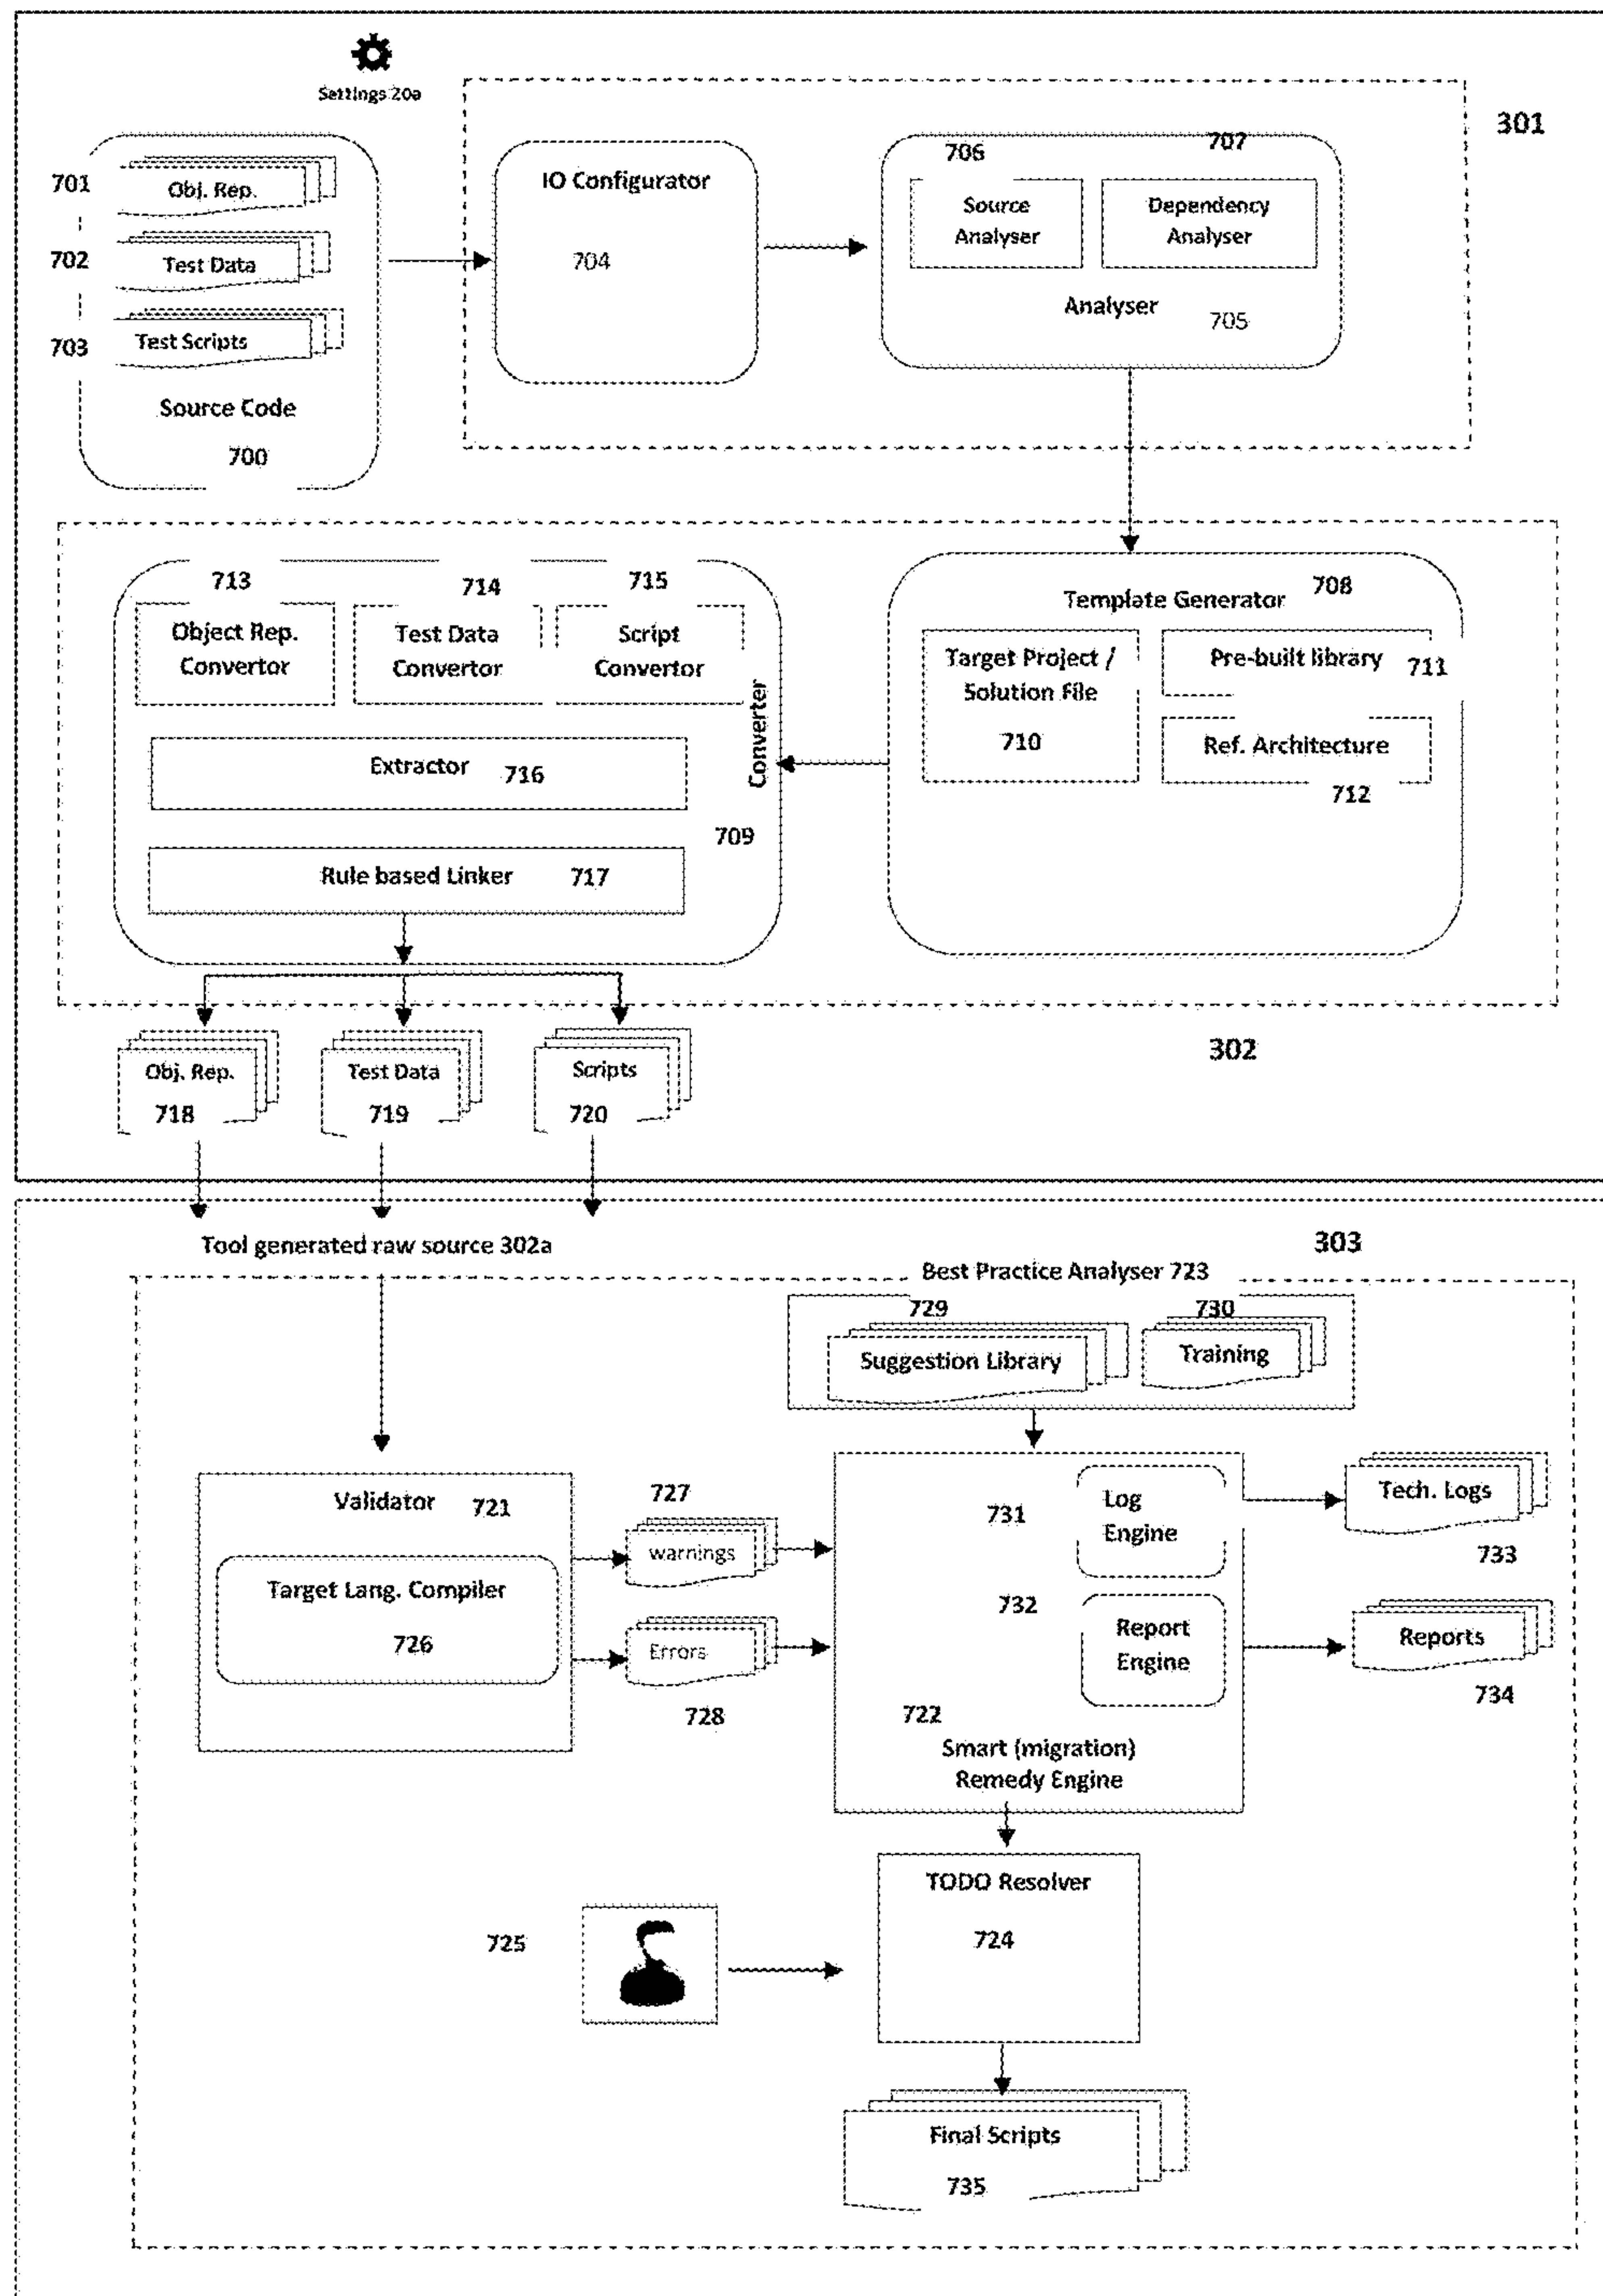 Settings 20a
301
701
Obj. Rep.
702
Test Data
703
Test Scripts
Source Code
700
IO Configurator
704
706
707
Source
Analyser
Dependency
Analyser
Analyser
705
713
714
715
Object Rep.
Convertor
Test Data
Convertor
Script
Convertor
Converter
Extractor 716
709
Rule based Linker 717
708
Template Generator
Target Project /
Solution File
710
Pre-built library
711
Ref. Architecture
712
Obj. Rep.
718
Test Data
719
Scripts
720
302
Tool generated raw source 302a
303
Best Practice Analyser 723
729
730
Suggestion Library
Training
Validator 721
Target Lang. Compiler
726
727
warnings
Errors
728
731
Log
Engine
732
Report
Engine
722
Smart (migration)
Remedy Engine
Tech. Logs
733
Reports
734
TODO Resolver
724
725
Final Scripts
735